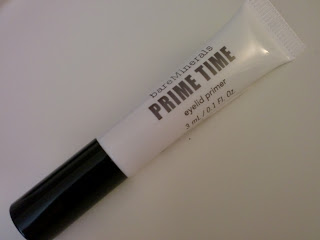 bareMinerals
PRIME TIME
eyelid primer
3 mL / 0.1 Fl. Oz.